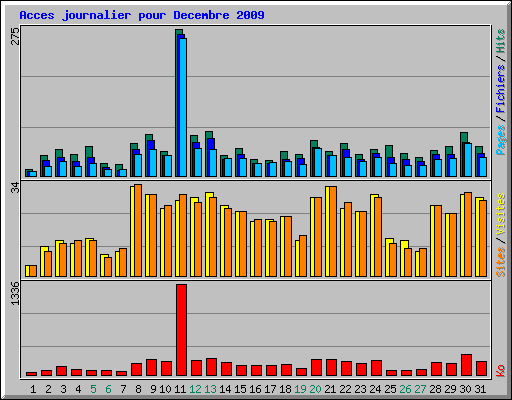 Acces journalier pour Decembre 2009
275
Pages / Fichiers / Hits
34
Sites / Visites
1336
Ko
1 2 3 4 5 6 7 8 9 10 11 12 13 14 15 16 17 18 19 20 21 22 23 24 25 26 27 28 29 30 31